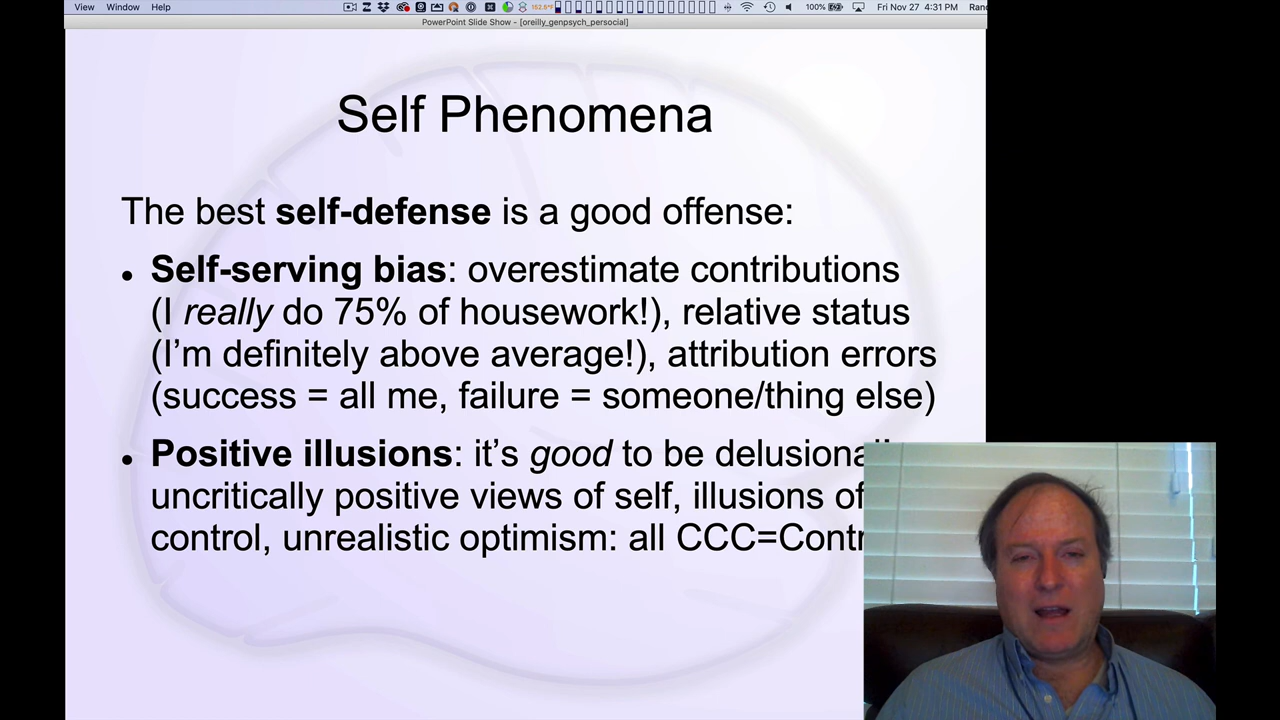 View Window Help 152.5°F 100% Fri Nov 27 4:31 PM
PowerPoint Slide Show - [oreilly_genpsych_persocial]
Self Phenomena
The best self-defense is a good offense:
• Self-serving bias: overestimate contributions
(I really do 75% of housework!), relative status
(I'm definitely above average!), attribution errors
(success = all me, failure = someone/thing else)
• Positive illusions: it's good to be
uncritically positive views of self, illusions of
control, unrealistic optimism: all